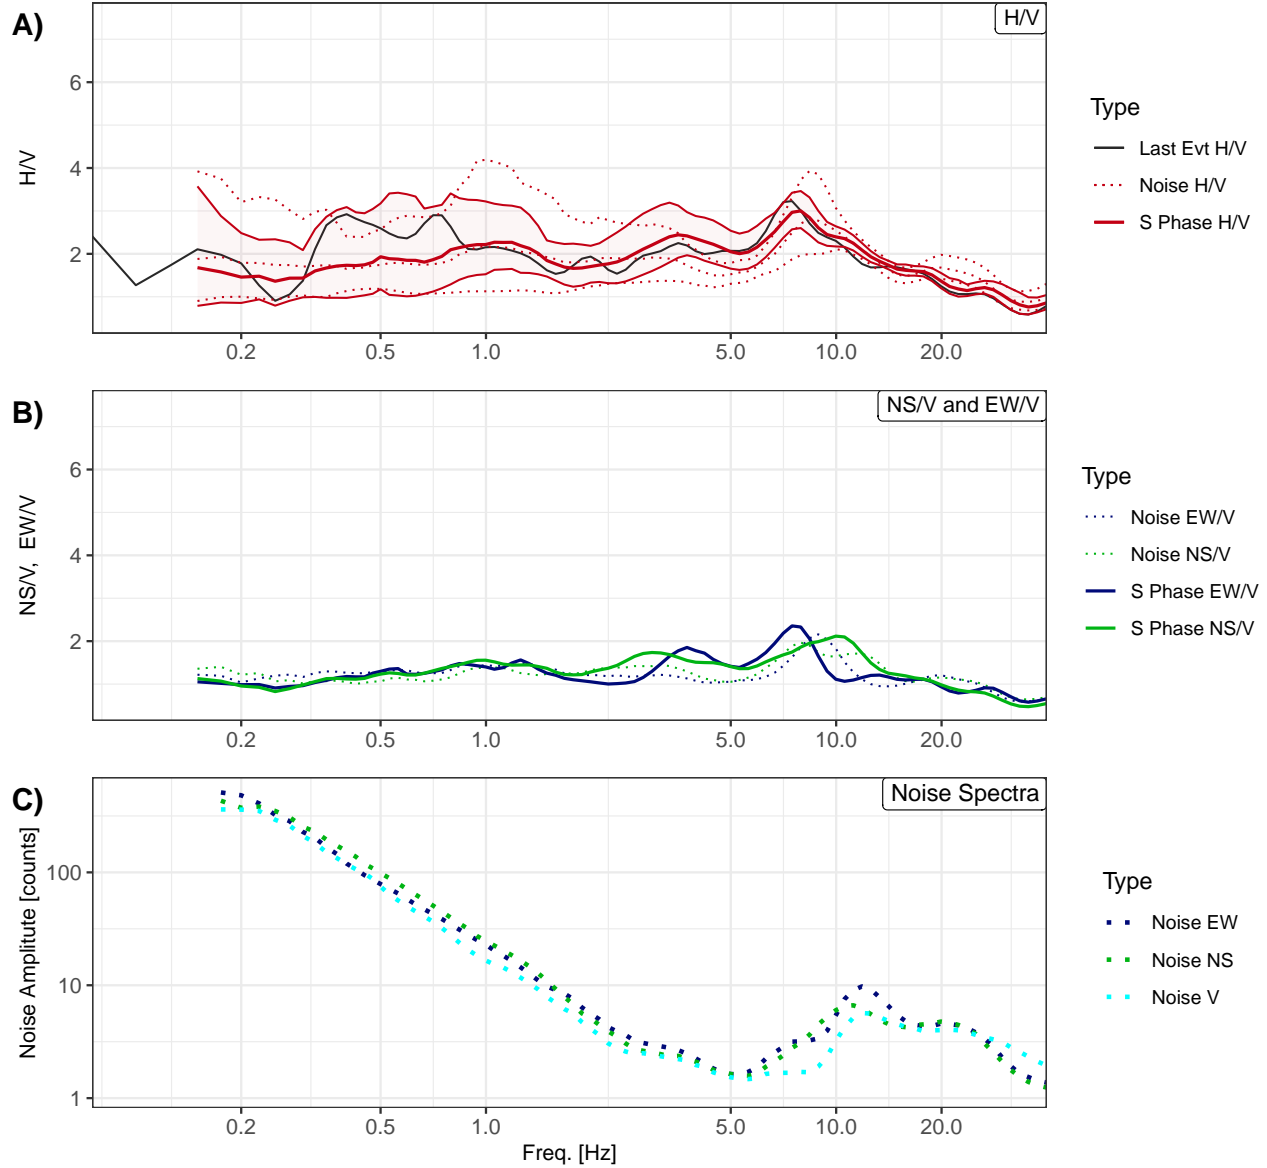 A)
H/V
6
4
2
H/V
0.2 0.5 1.0 5.0 10.0 20.0
Type
Last Evt H/V
Noise H/V
S Phase H/V
B)
NS/V and EW/V
6
4
2
NS/V, EW/V
0.2 0.5 1.0 5.0 10.0 20.0
Type
Noise EW/V
Noise NS/V
S Phase EW/V
S Phase NS/V
C)
Noise Spectra
100
10
1
Noise Amplitute [counts]
0.2 0.5 1.0 5.0 10.0 20.0
Freq. [Hz]
Type
Noise EW
Noise NS
Noise V